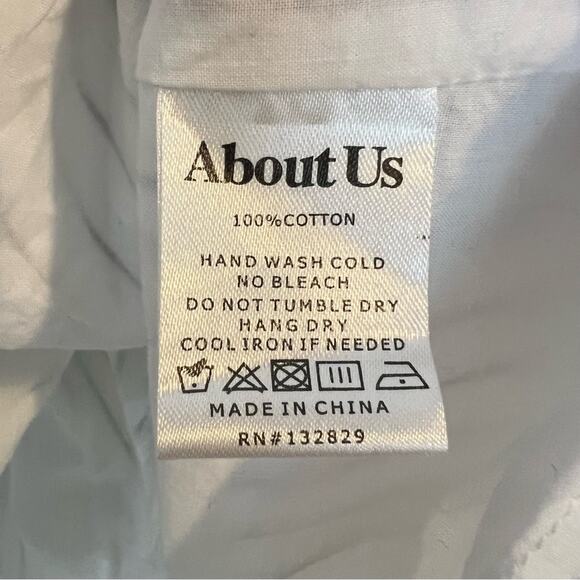 About Us
100%COTTON
HAND WASH COLD
NO BLEACH
DO NOT TUMBLE DRY
HANG DRY
COOL IRON IF NEEDED
MADE IN CHINA
RN#132829